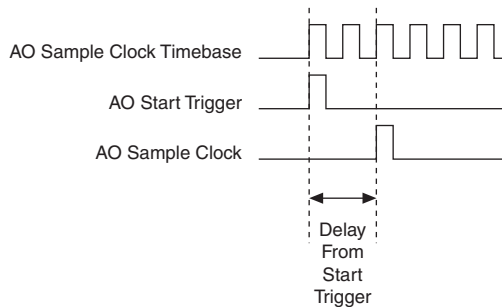 AO Sample Clock Timebase
AO Start Trigger
AO Sample Clock
Delay
From
Start
Trigger